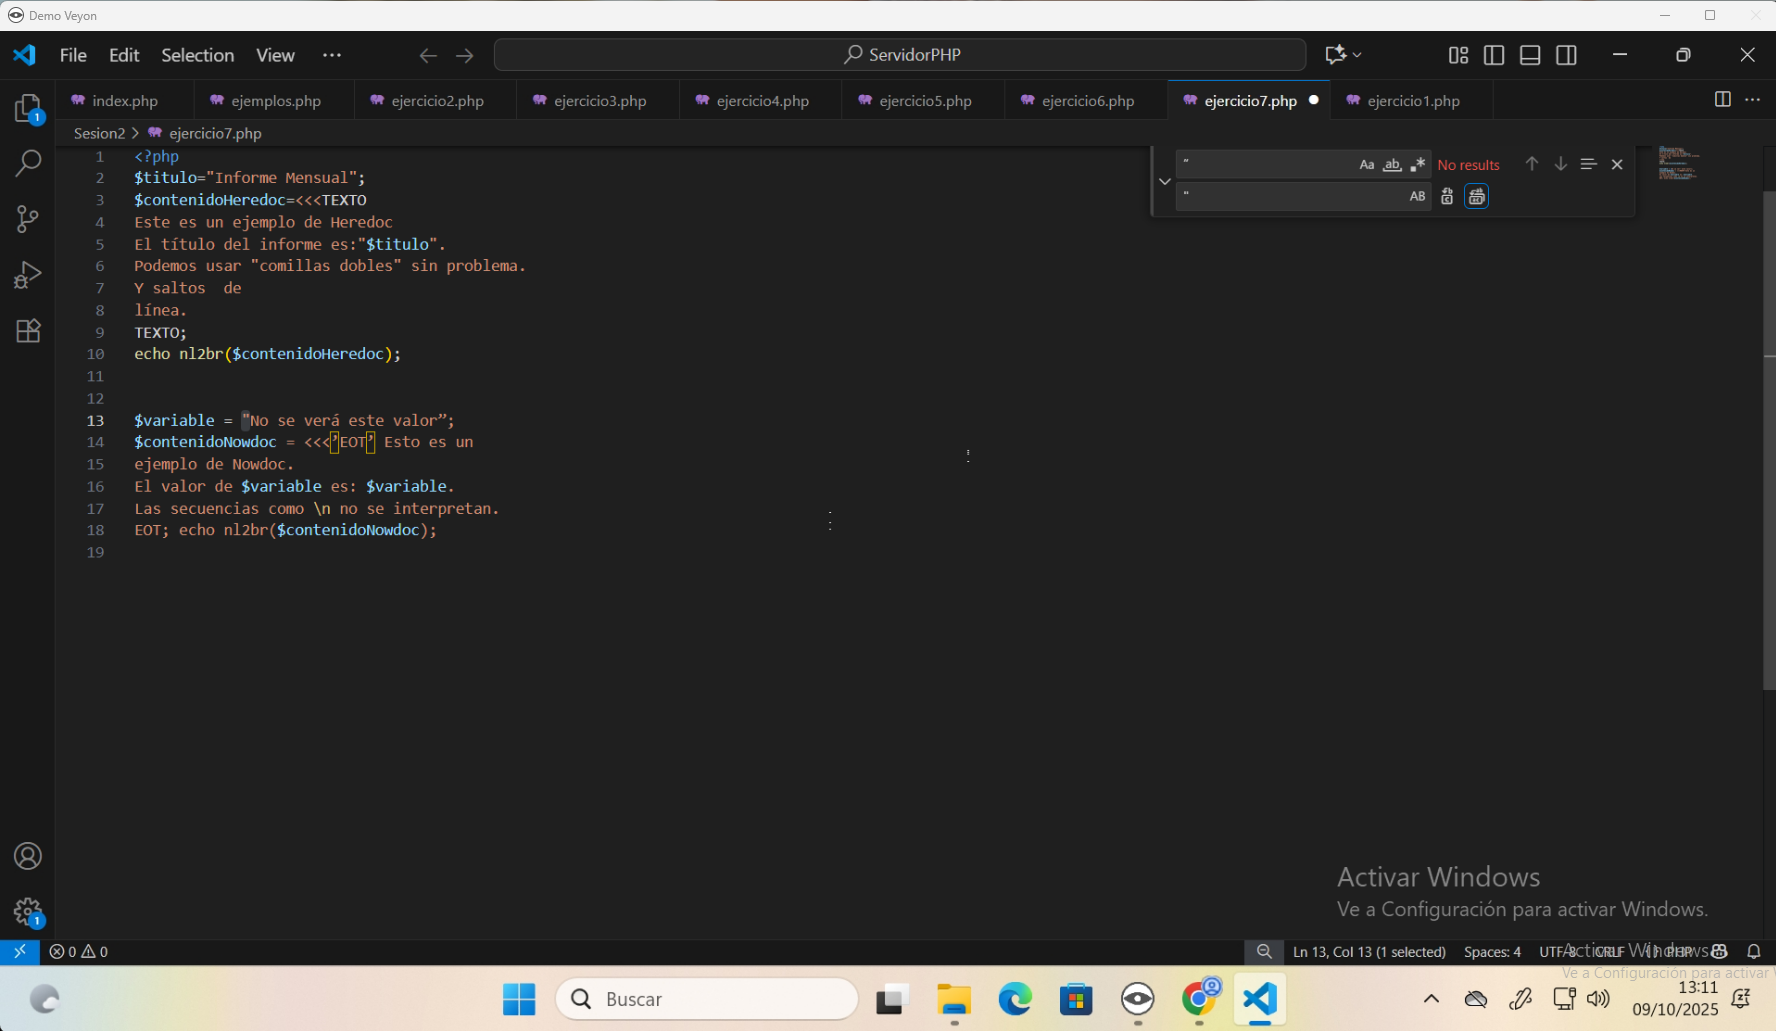 Demo Veyon
File Edit Selection View ··· ServidorPHP
index.php ejemplos.php ejercicio2.php ejercicio3.php ejercicio4.php ejercicio5.php ejercicio6.php ejercicio7.php ejercicio1.php
Sesion2 > ejercicio7.php
“ Aa ab No results
" AB
1 <?php
2 $titulo="Informe Mensual";
3 $contenidoHeredoc=<<<TEXTO
4 Este es un ejemplo de Heredoc
5 El título del informe es:"$titulo".
6 Podemos usar "comillas dobles" sin problema.
7 Y saltos  de
8 línea.
9 TEXTO;
10 echo nl2br($contenidoHeredoc);
11
12
13 $variable = "No se verá este valor”;
14 $contenidoNowdoc = <<<’EOT’ Esto es un
15 ejemplo de Nowdoc.
16 El valor de $variable es: $variable.
17 Las secuencias como \n no se interpretan.
18 EOT; echo nl2br($contenidoNowdoc);
19
1
1
Activar Windows
Ve a Configuración para activar Windows.
0 0 Ln 13, Col 13 (1 selected) Spaces: 4 UTF-8 CRLF {} PHP
Activar Windows
Ve a Configuración para activar
Buscar
13:11
09/10/2025